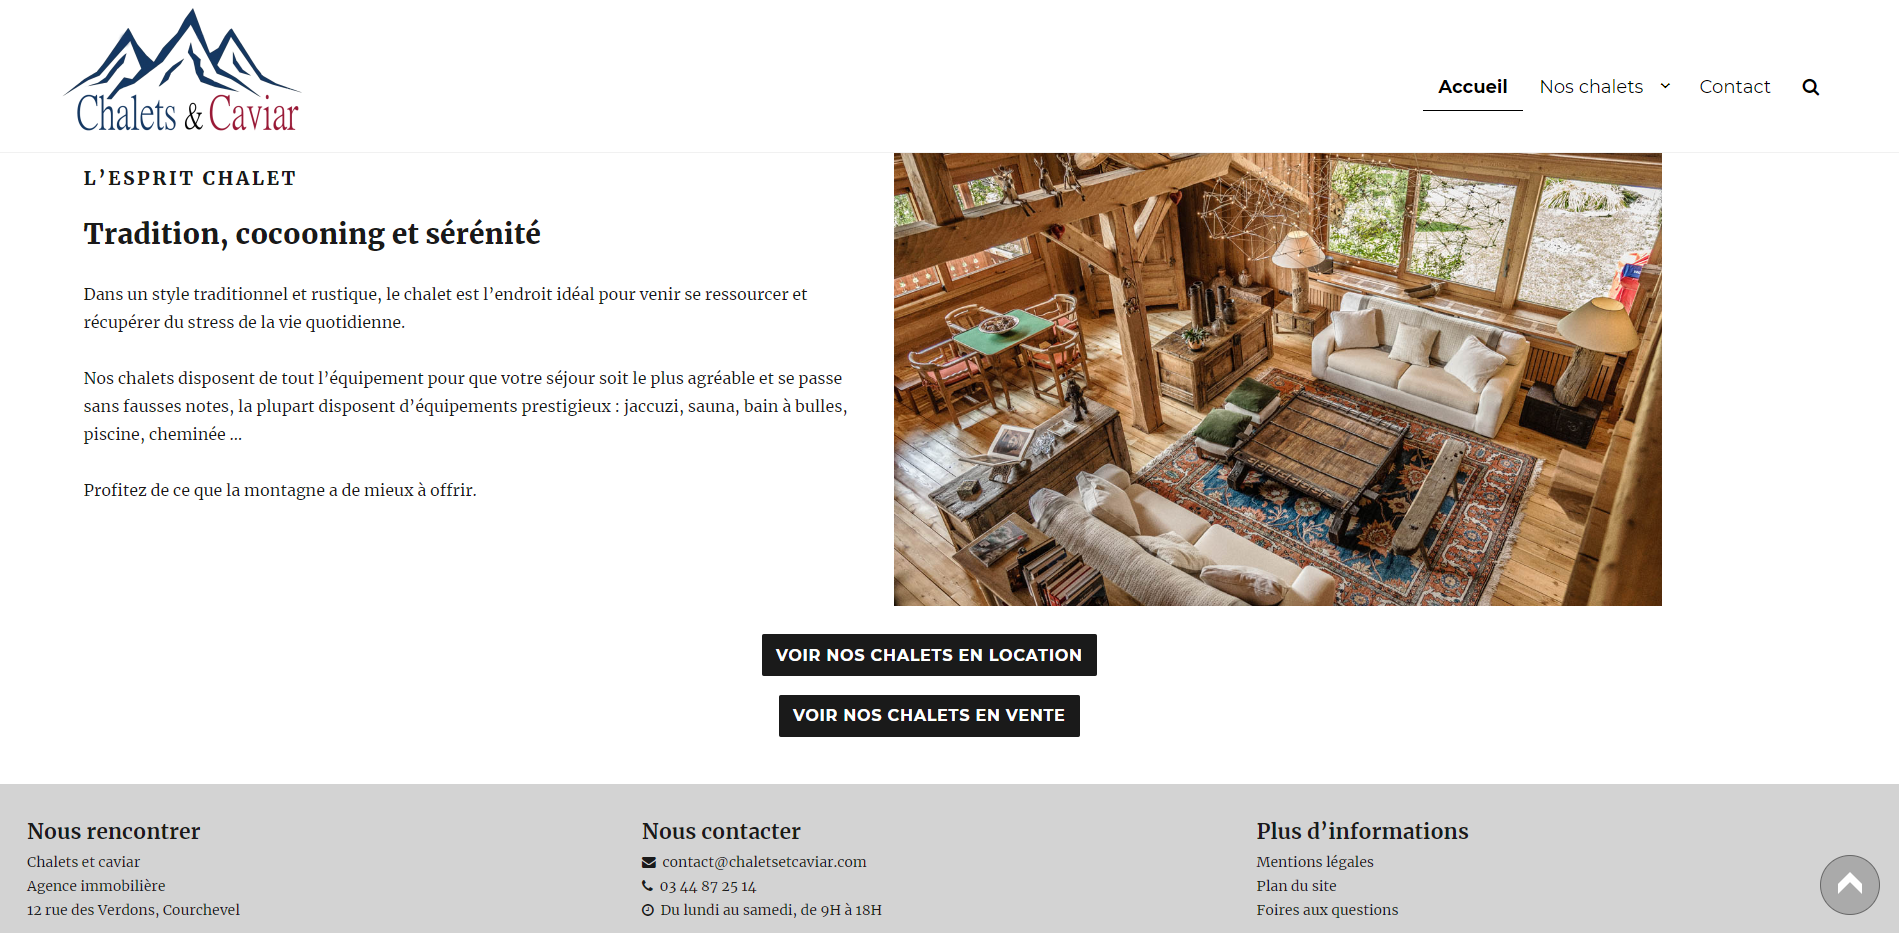 Chalets & Caviar
Accueil
Nos chalets
Contact
L’ESPRIT CHALET
Tradition, cocooning et sérénité
Dans un style traditionnel et rustique, le chalet est l’endroit idéal pour venir se ressourcer et
récupérer du stress de la vie quotidienne.
Nos chalets disposent de tout l’équipement pour que votre séjour soit le plus agréable et se passe
sans fausses notes, la plupart disposent d’équipements prestigieux : jaccuzi, sauna, bain à bulles,
piscine, cheminée ...
Profitez de ce que la montagne a de mieux à offrir.
VOIR NOS CHALETS EN LOCATION
VOIR NOS CHALETS EN VENTE
Nous rencontrer
Chalets et caviar
Agence immobilière
12 rue des Verdons, Courchevel
Nous contacter
contact@chaletsetcaviar.com
03 44 87 25 14
Du lundi au samedi, de 9H à 18H
Plus d’informations
Mentions légales
Plan du site
Foires aux questions